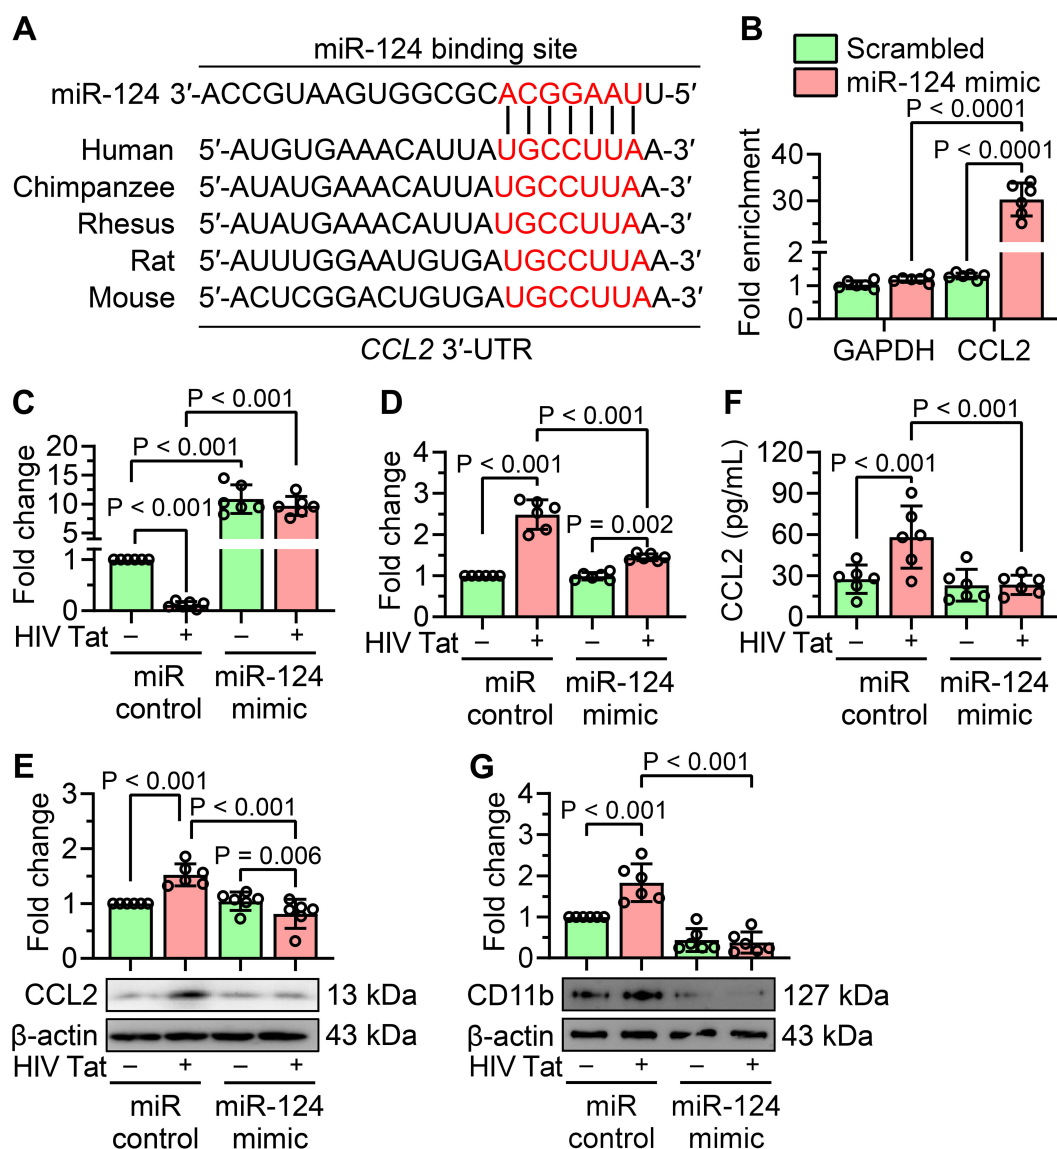 A
miR-124 binding site
miR-124 3′-ACCGUAAGUGGCGCACGGAAUU-5′
Human 5′-AUGUGAAACAUUAUGCCUUAA-3′
Chimpanzee 5′-AUAUGAAACAUUAUGCCUUAA-3′
Rhesus 5′-AUAUGAAACAUUAUGCCUUAA-3′
Rat 5′-AUUUGGAAUGUGAUGCCUUAA-3′
Mouse 5′-ACUCGGACUGUGAUGCCUUAA-3′
CCL2 3′-UTR
B
Scrambled
miR-124 mimic
P < 0.0001
P < 0.0001
Fold enrichment
40
30
2
1
0
GAPDH CCL2
C
P < 0.001
P < 0.001
P < 0.001
Fold change
20
15
10
5
1
0
HIV Tat – + – +
miR control
miR-124 mimic
D
P < 0.001
P < 0.001
P = 0.002
Fold change
4
3
2
1
0
HIV Tat – + – +
miR control
miR-124 mimic
F
P < 0.001
P < 0.001
CCL2 (pg/mL)
120
90
60
30
0
HIV Tat – + – +
miR control
miR-124 mimic
E
P < 0.001
P < 0.001
P = 0.006
Fold change
3
2
1
0
CCL2 13 kDa
β-actin 43 kDa
HIV Tat – + – +
miR control
miR-124 mimic
G
P < 0.001
P < 0.001
Fold change
4
3
2
1
0
CD11b 127 kDa
β-actin 43 kDa
HIV Tat – + – +
miR control
miR-124 mimic